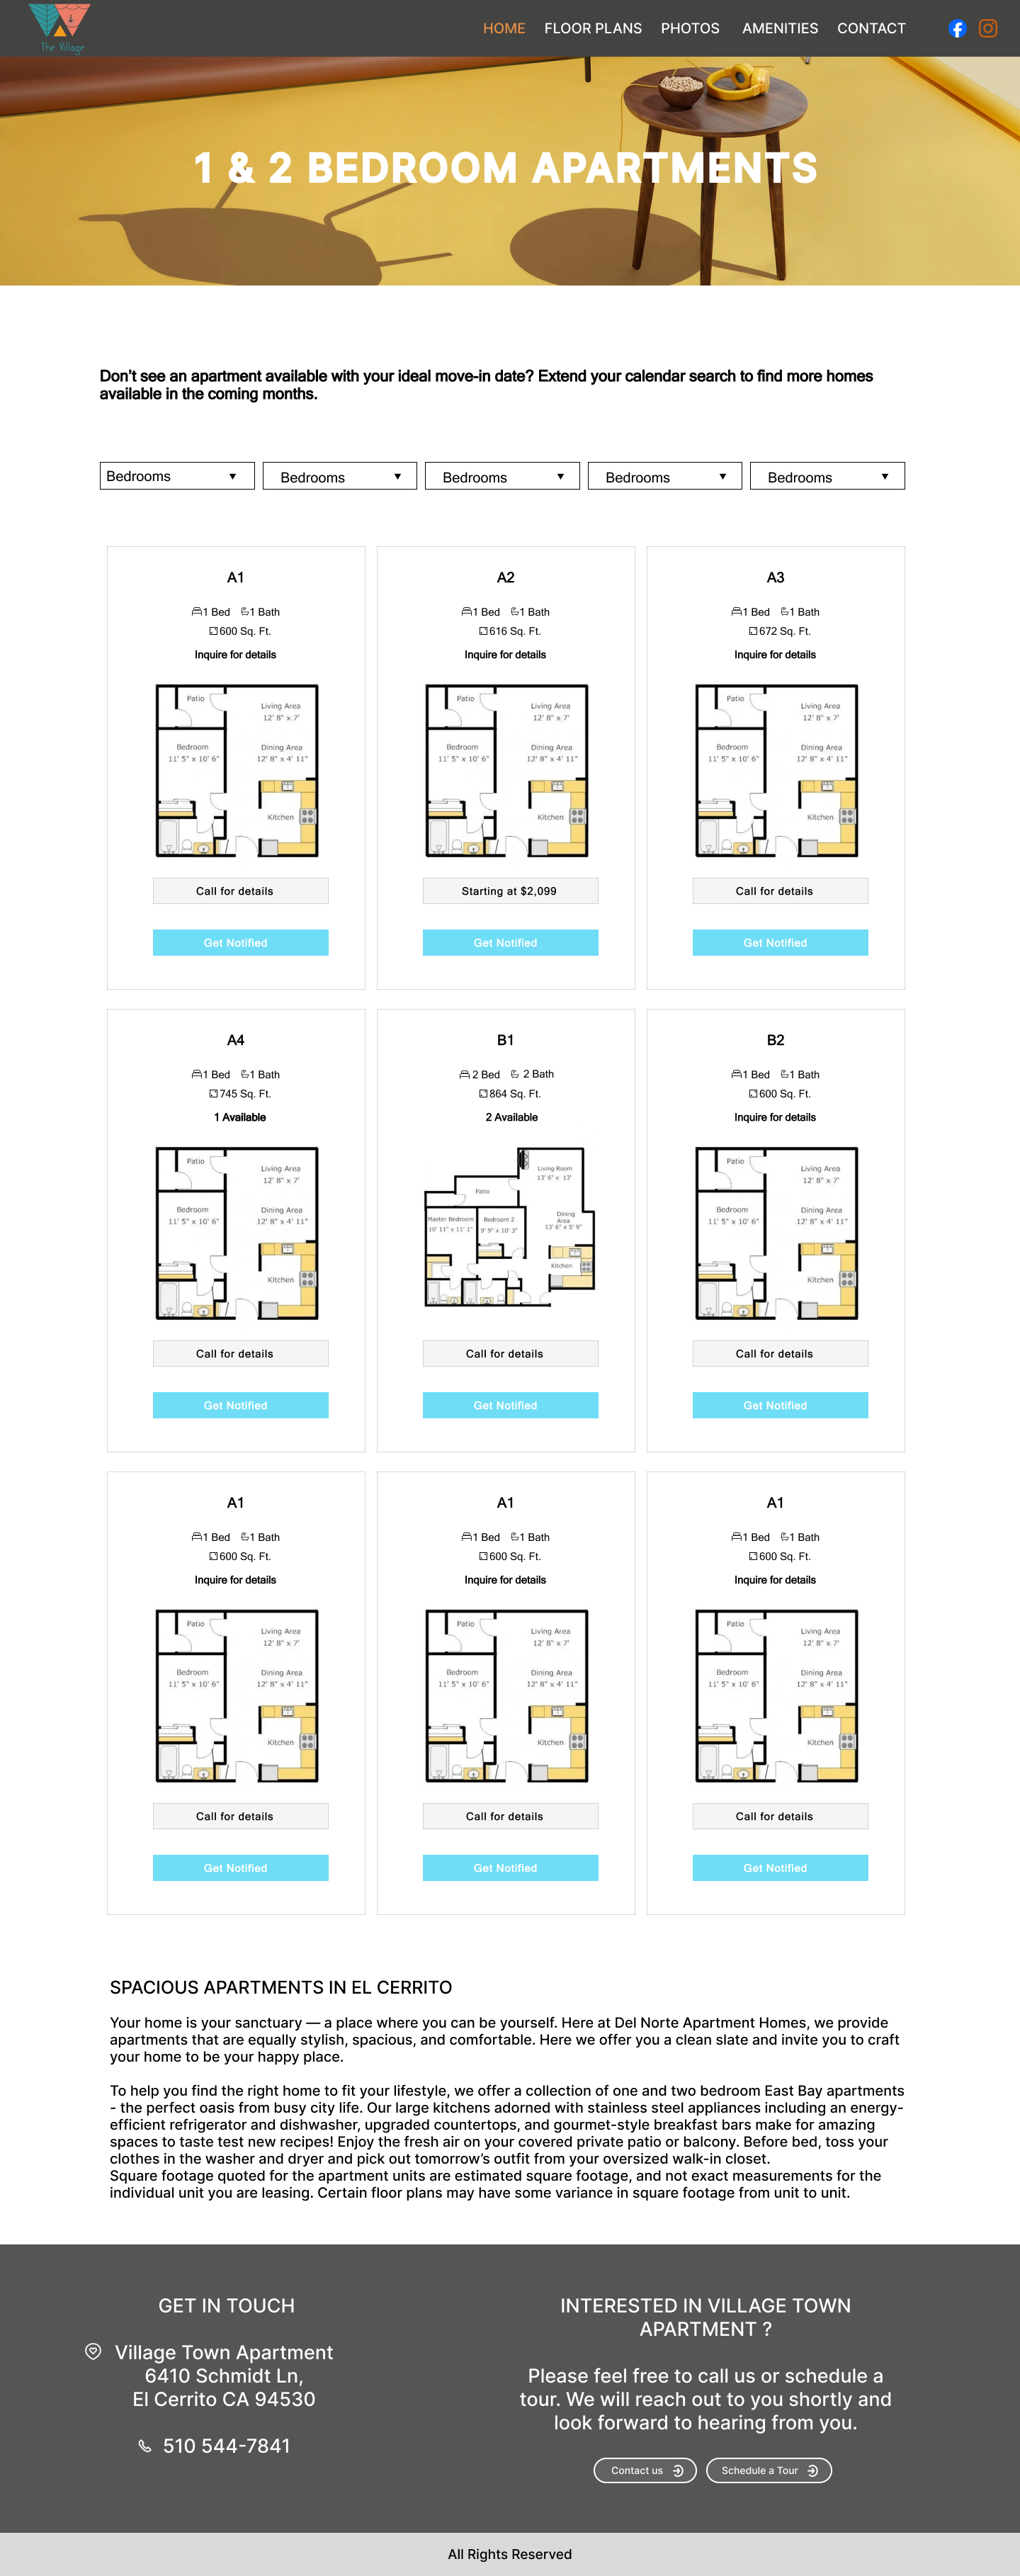 The Village
HOME FLOOR PLANS PHOTOS AMENITIES CONTACT
1 & 2 BEDROOM APARTMENTS
Don't see an apartment available with your ideal move-in date? Extend your calendar search to find more homes
available in the coming months.
Bedrooms ▼ Bedrooms ▼ Bedrooms ▼ Bedrooms ▼ Bedrooms ▼
A1
1 Bed 1 Bath
600 Sq. Ft.
Inquire for details
Patio
Living Area
12' 8" x 7'
Bedroom
11' 5" x 10' 6"
Dining Area
12' 8" x 4' 11"
Kitchen
Call for details
Get Notified
A2
1 Bed 1 Bath
616 Sq. Ft.
Inquire for details
Patio
Living Area
12' 8" x 7'
Bedroom
11' 5" x 10' 6"
Dining Area
12' 8" x 4' 11"
Kitchen
Starting at $2,099
Get Notified
A3
1 Bed 1 Bath
672 Sq. Ft.
Inquire for details
Patio
Living Area
12' 8" x 7'
Bedroom
11' 5" x 10' 6"
Dining Area
12' 8" x 4' 11"
Kitchen
Call for details
Get Notified
A4
1 Bed 1 Bath
745 Sq. Ft.
1 Available
Patio
Living Area
12' 8" x 7'
Bedroom
11' 5" x 10' 6"
Dining Area
12' 8" x 4' 11"
Kitchen
Call for details
Get Notified
B1
2 Bed 2 Bath
864 Sq. Ft.
2 Available
Living Room
13' 6" x 13'
Patio
Master Bedroom
10' 11" x 11' 1"
Bedroom 2
9' 9" x 10' 3"
Dining
Area
13' 6" x 5' 9"
Kitchen
Call for details
Get Notified
B2
1 Bed 1 Bath
600 Sq. Ft.
Inquire for details
Patio
Living Area
12' 8" x 7'
Bedroom
11' 5" x 10' 6"
Dining Area
12' 8" x 4' 11"
Kitchen
Call for details
Get Notified
A1
1 Bed 1 Bath
600 Sq. Ft.
Inquire for details
Patio
Living Area
12' 8" x 7'
Bedroom
11' 5" x 10' 6"
Dining Area
12' 8" x 4' 11"
Kitchen
Call for details
Get Notified
A1
1 Bed 1 Bath
600 Sq. Ft.
Inquire for details
Patio
Living Area
12' 8" x 7'
Bedroom
11' 5" x 10' 6"
Dining Area
12' 8" x 4' 11"
Kitchen
Call for details
Get Notified
A1
1 Bed 1 Bath
600 Sq. Ft.
Inquire for details
Patio
Living Area
12' 8" x 7'
Bedroom
11' 5" x 10' 6"
Dining Area
12' 8" x 4' 11"
Kitchen
Call for details
Get Notified
SPACIOUS APARTMENTS IN EL CERRITO
Your home is your sanctuary — a place where you can be yourself. Here at Del Norte Apartment Homes, we provide
apartments that are equally stylish, spacious, and comfortable. Here we offer you a clean slate and invite you to craft
your home to be your happy place.
To help you find the right home to fit your lifestyle, we offer a collection of one and two bedroom East Bay apartments
- the perfect oasis from busy city life. Our large kitchens adorned with stainless steel appliances including an energy-
efficient refrigerator and dishwasher, upgraded countertops, and gourmet-style breakfast bars make for amazing
spaces to taste test new recipes! Enjoy the fresh air on your covered private patio or balcony. Before bed, toss your
clothes in the washer and dryer and pick out tomorrow's outfit from your oversized walk-in closet.
Square footage quoted for the apartment units are estimated square footage, and not exact measurements for the
individual unit you are leasing. Certain floor plans may have some variance in square footage from unit to unit.
GET IN TOUCH
Village Town Apartment
6410 Schmidt Ln,
El Cerrito CA 94530
510 544-7841
INTERESTED IN VILLAGE TOWN
APARTMENT ?
Please feel free to call us or schedule a
tour. We will reach out to you shortly and
look forward to hearing from you.
Contact us Schedule a Tour
All Rights Reserved